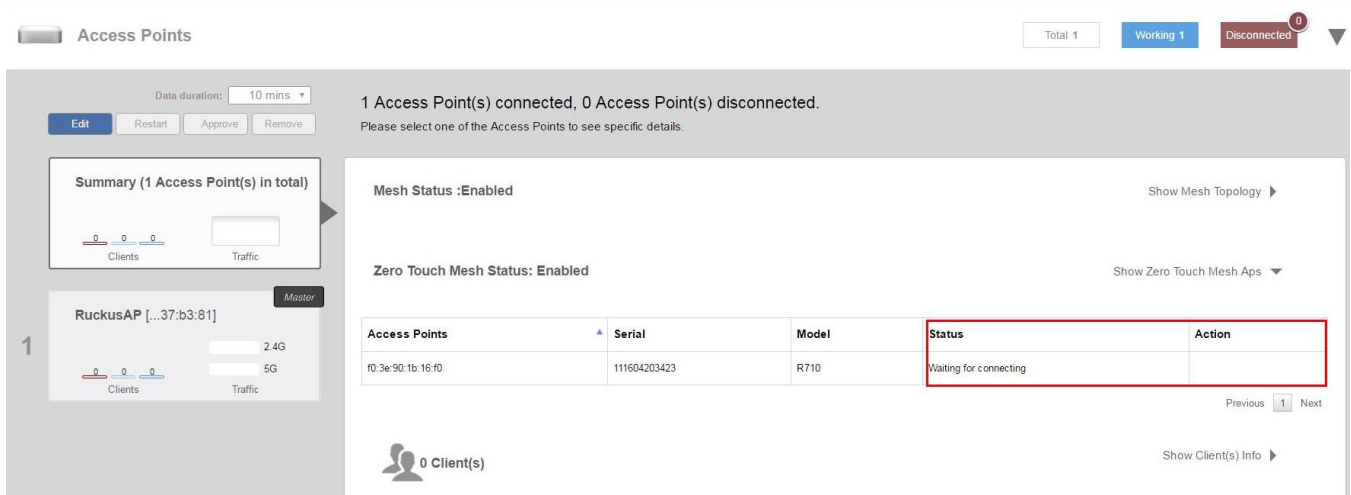 Access Points
Total 1
Working 1
Disconnected
0
Data duration: 10 mins
Edit
Restart
Approve
Remove
1 Access Point(s) connected, 0 Access Point(s) disconnected.
Please select one of the Access Points to see specific details.
Summary (1 Access Point(s) in total)
0 0 0
Clients
Traffic
Master
1
RuckusAP [...37:b3:81]
2.4G
5G
0 0 0
Clients
Traffic
Mesh Status :Enabled
Show Mesh Topology
Zero Touch Mesh Status: Enabled
Show Zero Touch Mesh Aps
Access Points Serial Model Status Action
f0:3e:90:1b:16:f0 111604203423 R710 Waiting for connecting
Previous 1 Next
0 Client(s)
Show Client(s) Info